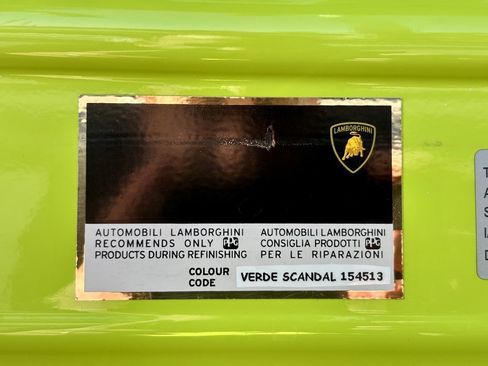 LAMBORGHINI
AUTOMOBILI LAMBORGHINI
RECOMMENDS ONLY PPG
PRODUCTS DURING REFINISHING
AUTOMOBILI LAMBORGHINI
CONSIGLIA PRODOTTI PPG
PER LE RIPARAZIONI
COLOUR CODE
VERDE SCANDAL 154513